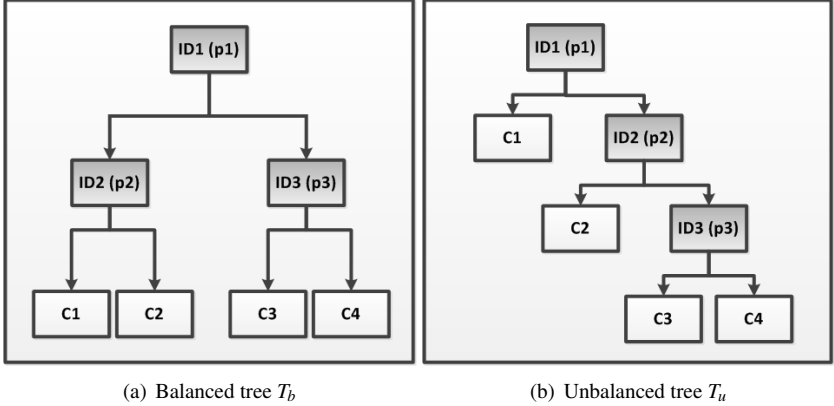 ID1 (p1)
ID2 (p2)
ID3 (p3)
C1
C2
C3
C4
(a) Balanced tree T_b
ID1 (p1)
C1
ID2 (p2)
C2
ID3 (p3)
C3
C4
(b) Unbalanced tree T_u